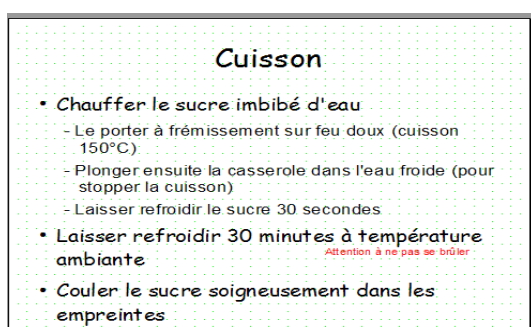 Cuisson
• Chauffer le sucre imbibé d'eau
- Le porter à frémissement sur feu doux (cuisson
150°C)
- Plonger ensuite la casserole dans l'eau froide (pour
stopper la cuisson)
- Laisser refroidir le sucre 30 secondes
• Laisser refroidir 30 minutes à température
ambiante
Attention à ne pas se brûler
• Couler le sucre soigneusement dans les
empreintes